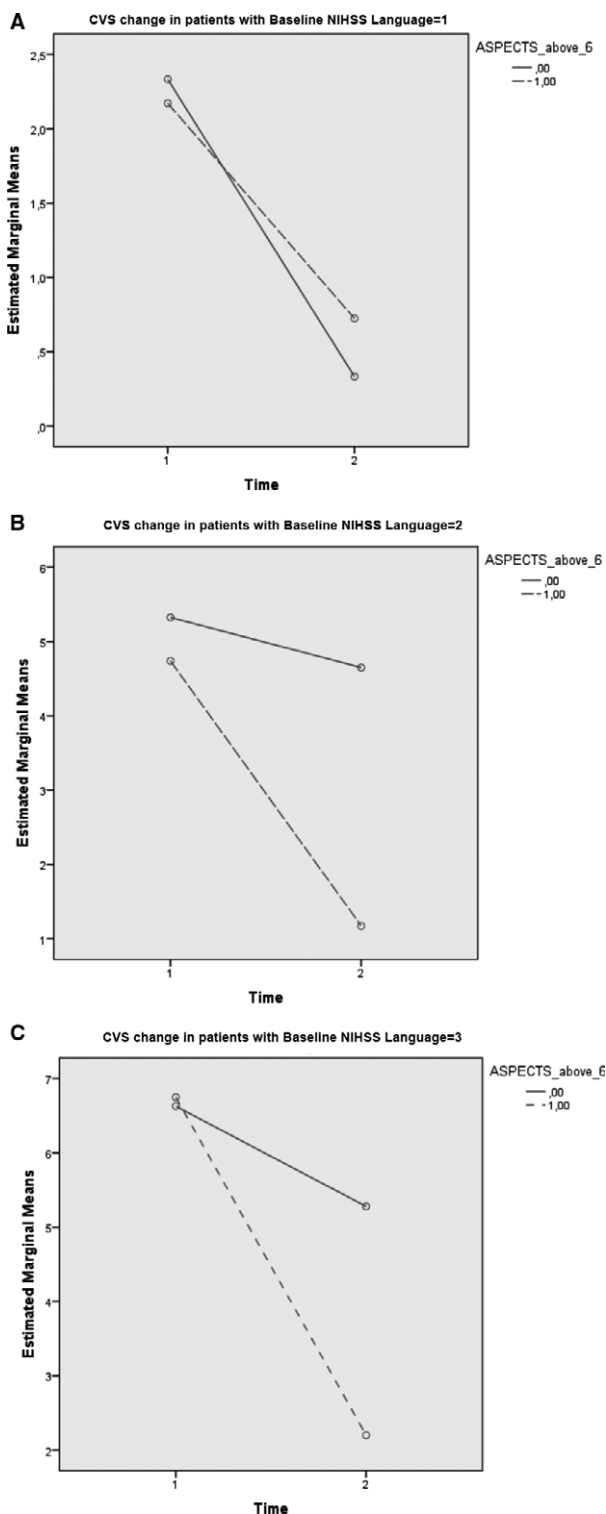 A
CVS change in patients with Baseline NIHSS Language=1
ASPECTS_above_6
,00
1,00
2,5
2,0
1,5
1,0
,5
,0
Estimated Marginal Means
1
2
Time
B
CVS change in patients with Baseline NIHSS Language=2
ASPECTS_above_6
,00
1,00
6
5
4
3
2
1
Estimated Marginal Means
1
2
Time
C
CVS change in patients with Baseline NIHSS Language=3
ASPECTS_above_6
,00
1,00
7
6
5
4
3
2
Estimated Marginal Means
1
2
Time